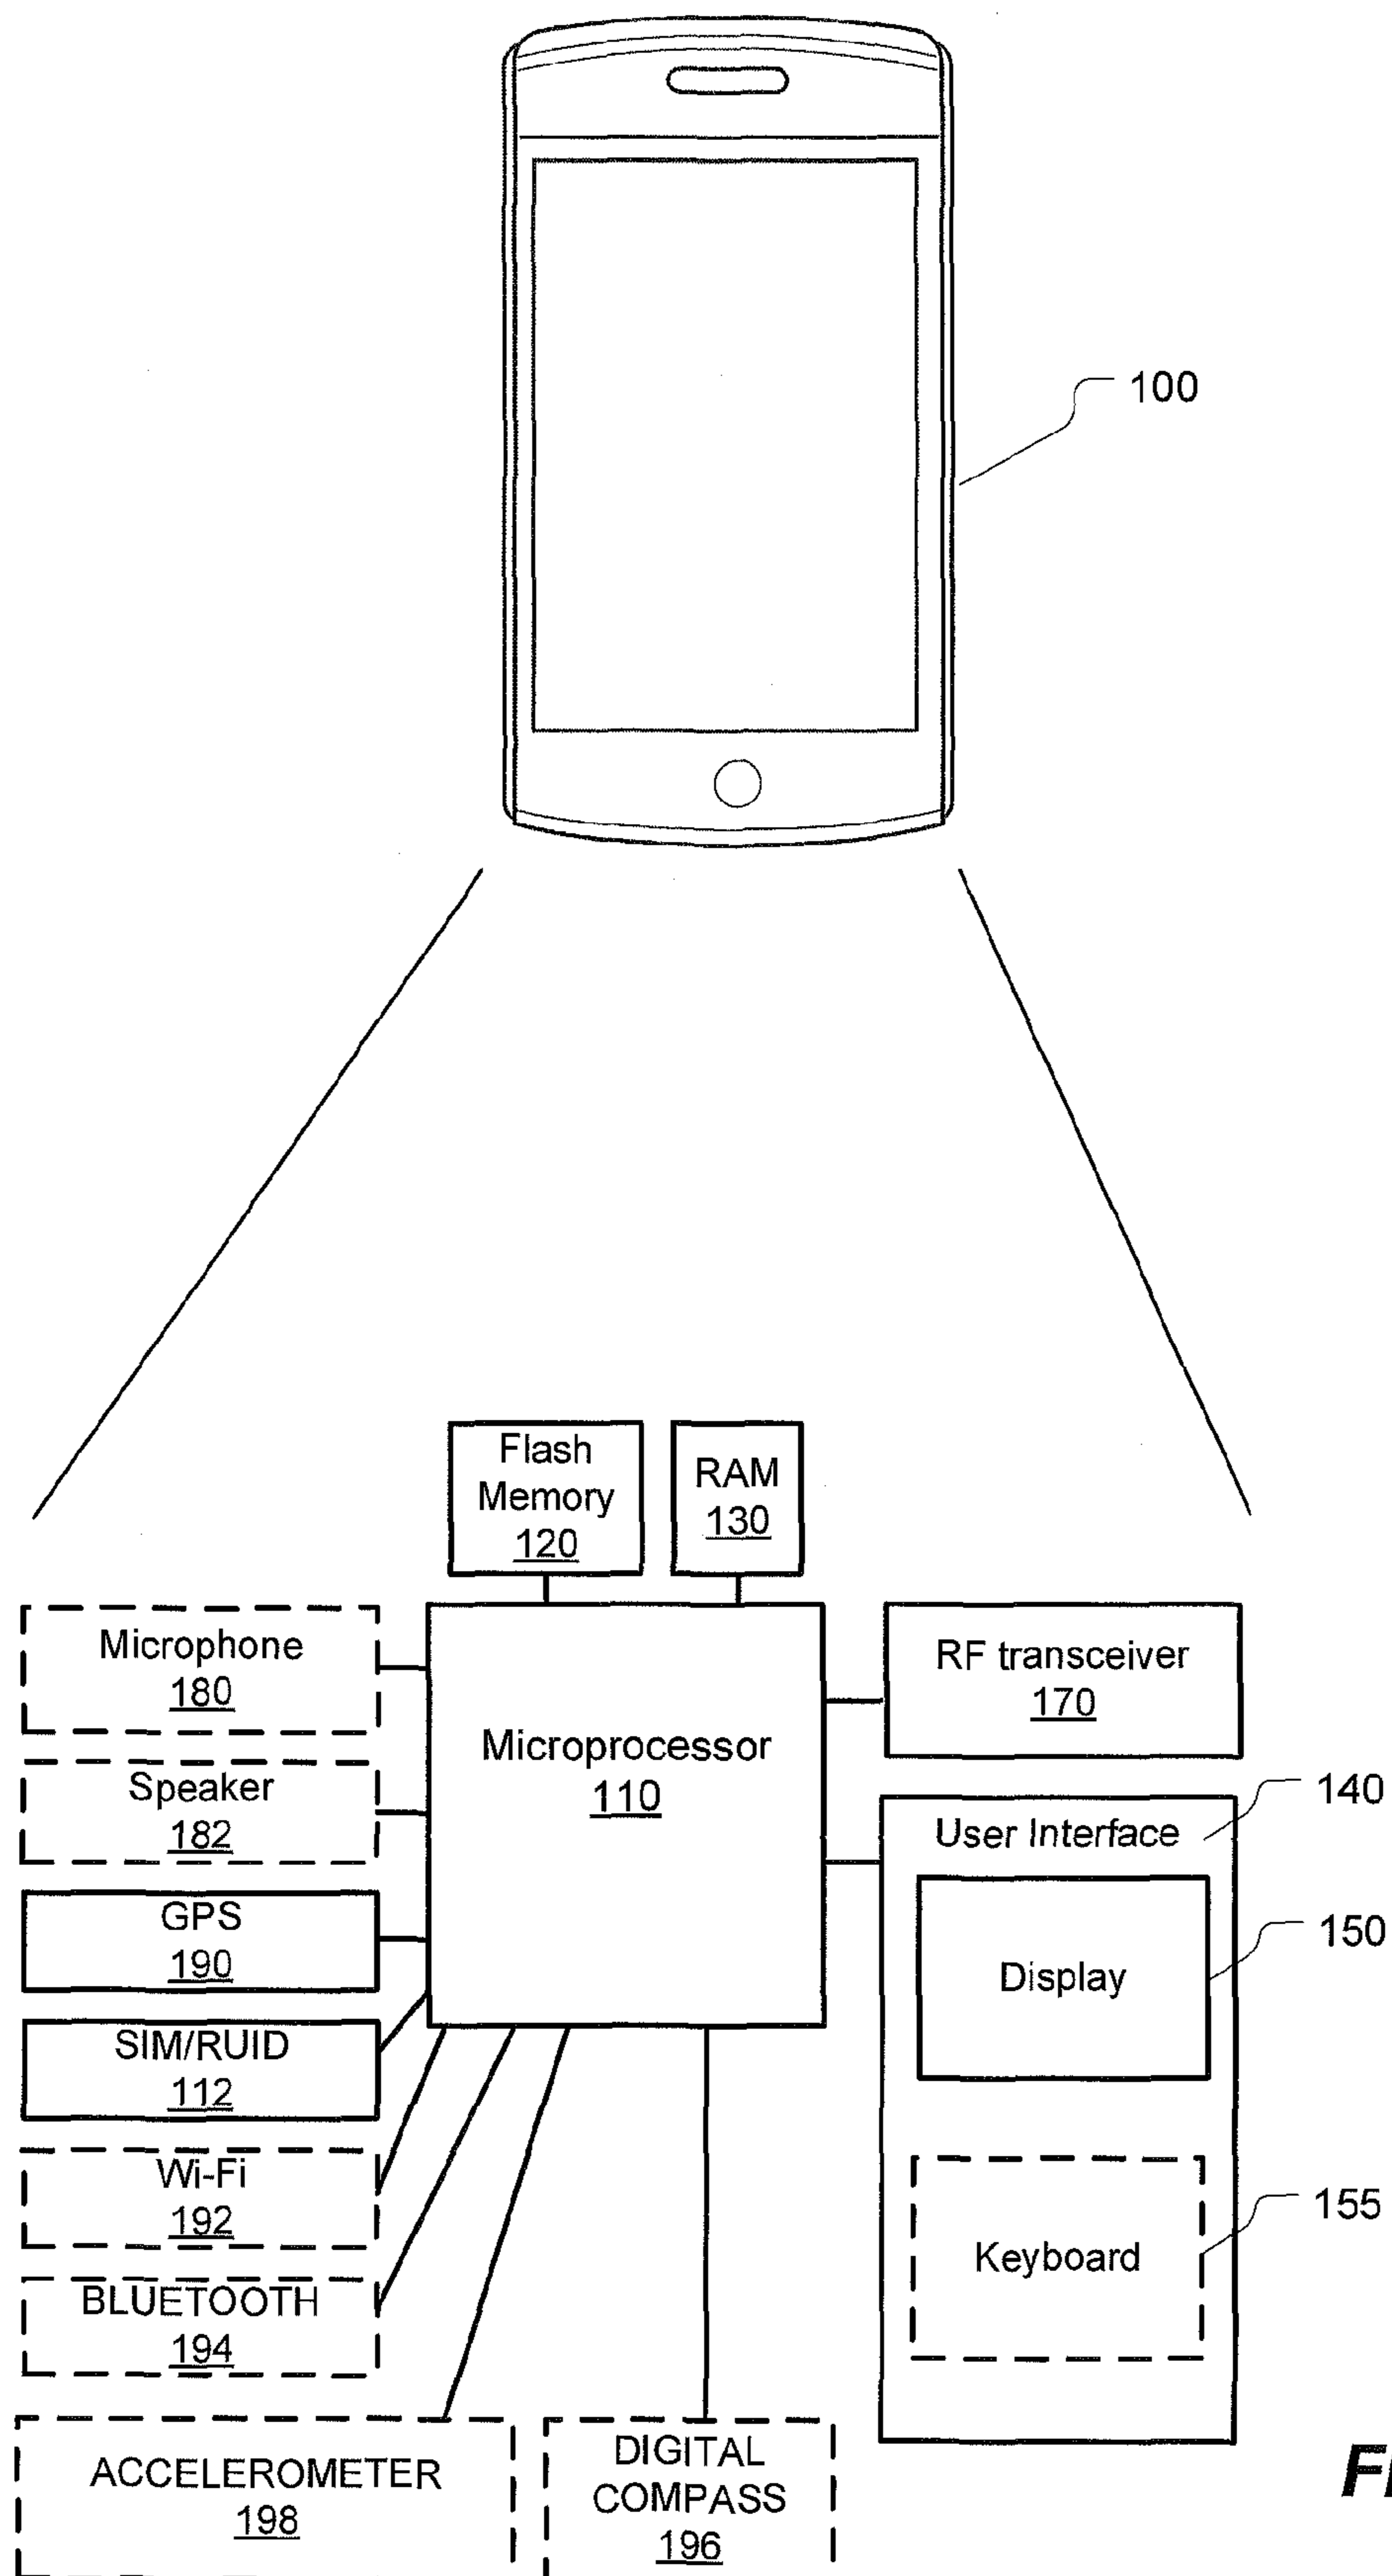 100
Flash
Memory
120
RAM
130
Microphone
180
RF transceiver
170
Microprocessor
110
Speaker
182
140
User Interface
GPS
190
150
Display
SIM/RUID
112
Wi-Fi
192
155
Keyboard
BLUETOOTH
194
ACCELEROMETER
198
DIGITAL
COMPASS
196